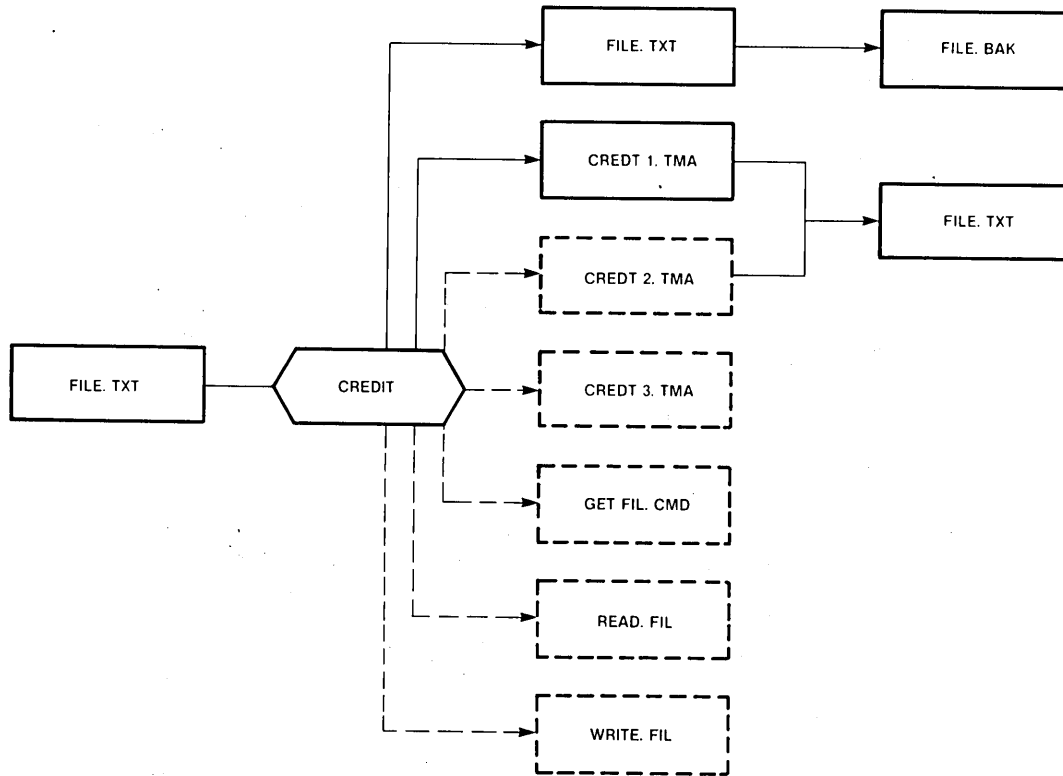 FILE. TXT
FILE. BAK
CREDT 1. TMA
FILE. TXT
CREDT 2. TMA
FILE. TXT
CREDIT
CREDT 3. TMA
GET FIL. CMD
READ. FIL
WRITE. FIL